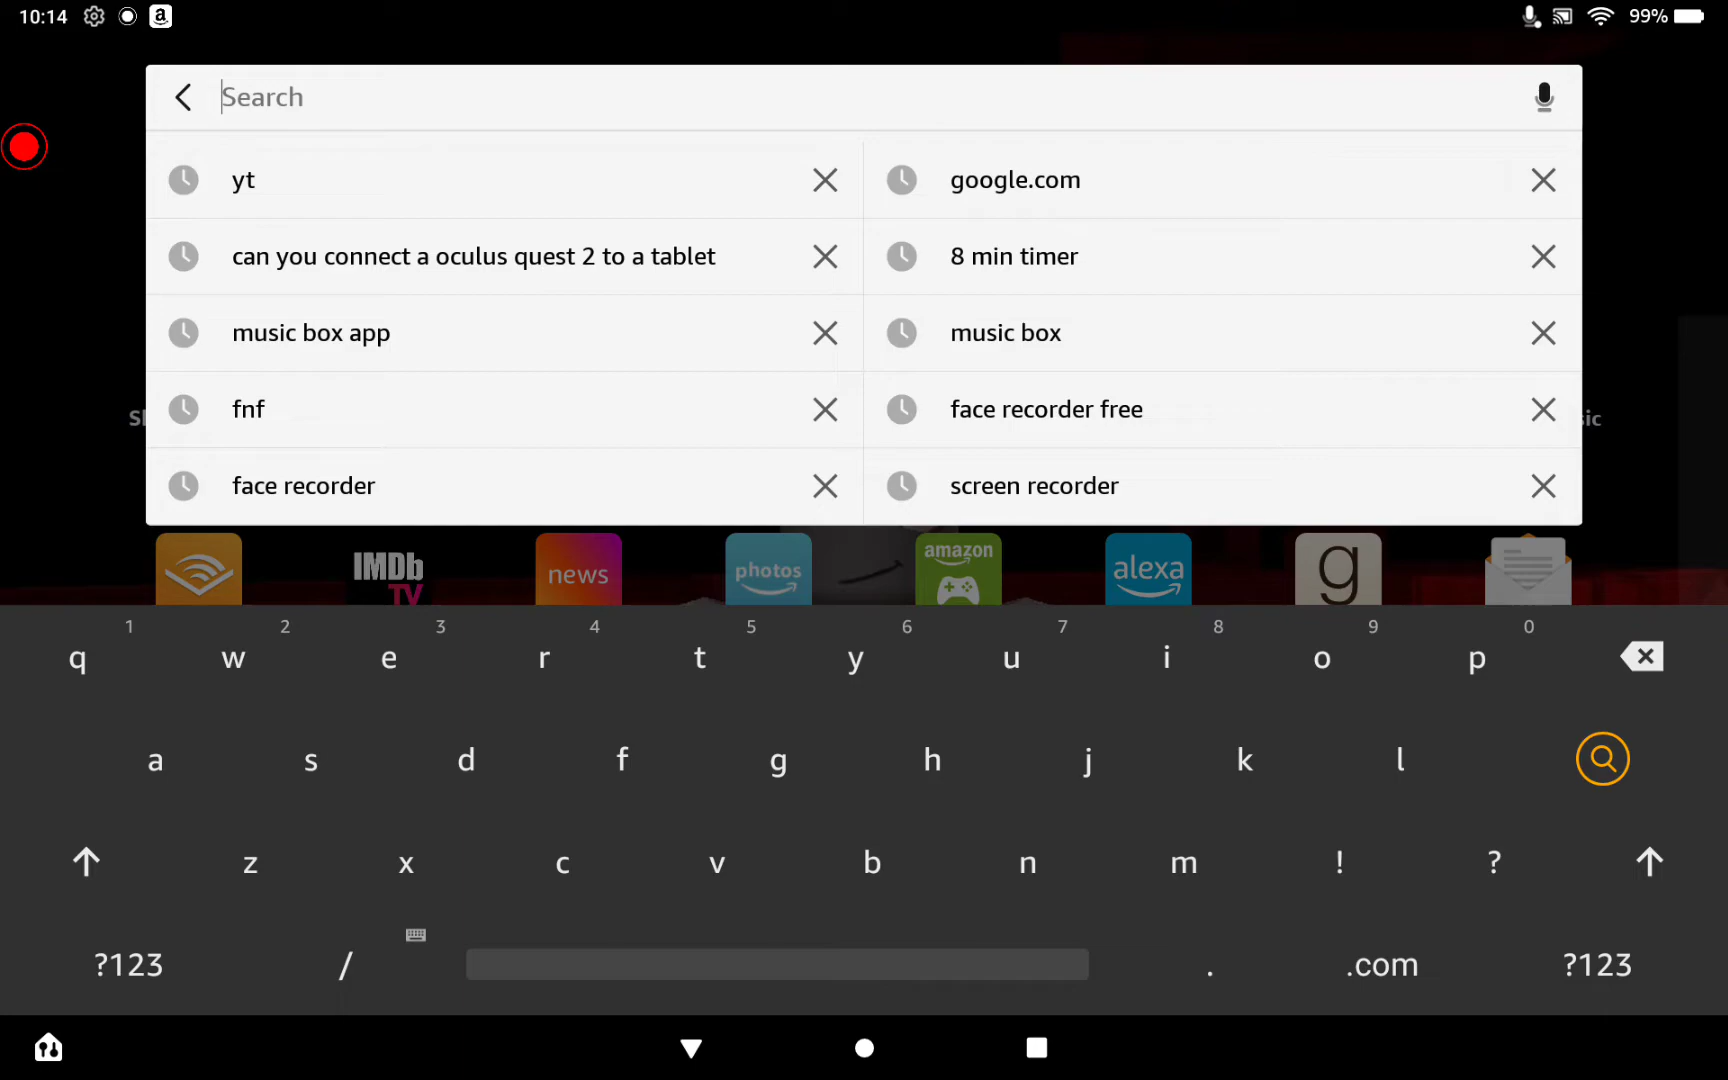 10:14 99%
Search
yt google.com
can you connect a oculus quest 2 to a tablet 8 min timer
music box app music box
fnf face recorder free
face recorder screen recorder
IMDb TV news photos amazon alexa g
1 2 3 4 5 6 7 8 9 0
q w e r t y u i o p
a s d f g h j k l
z x c v b n m ! ?
?123 / . .com ?123